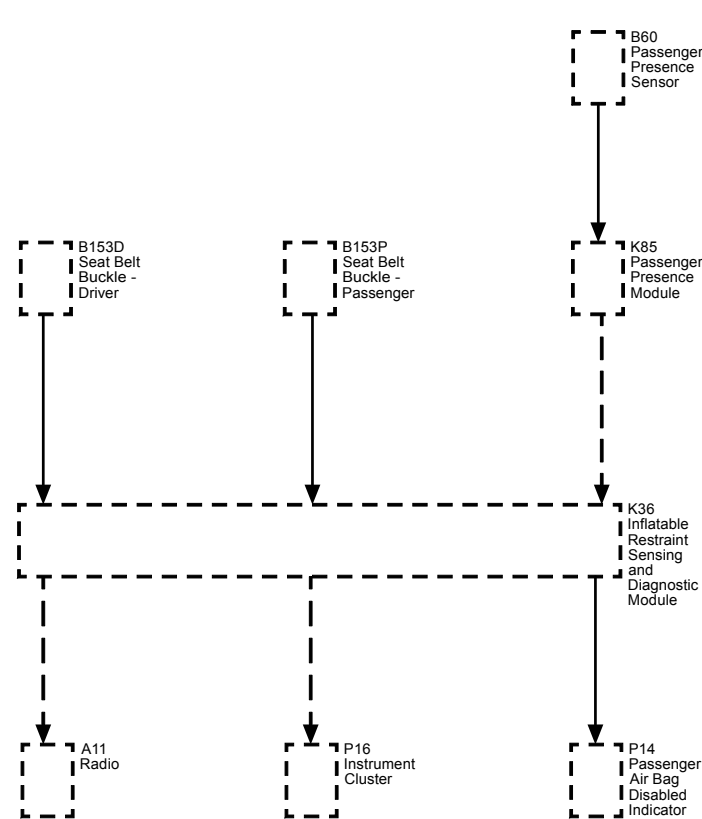 B60
Passenger
Presence
Sensor
B153D
Seat Belt
Buckle -
Driver
B153P
Seat Belt
Buckle -
Passenger
K85
Passenger
Presence
Module
K36
Inflatable
Restraint
Sensing
and
Diagnostic
Module
A11
Radio
P16
Instrument
Cluster
P14
Passenger
Air Bag
Disabled
Indicator